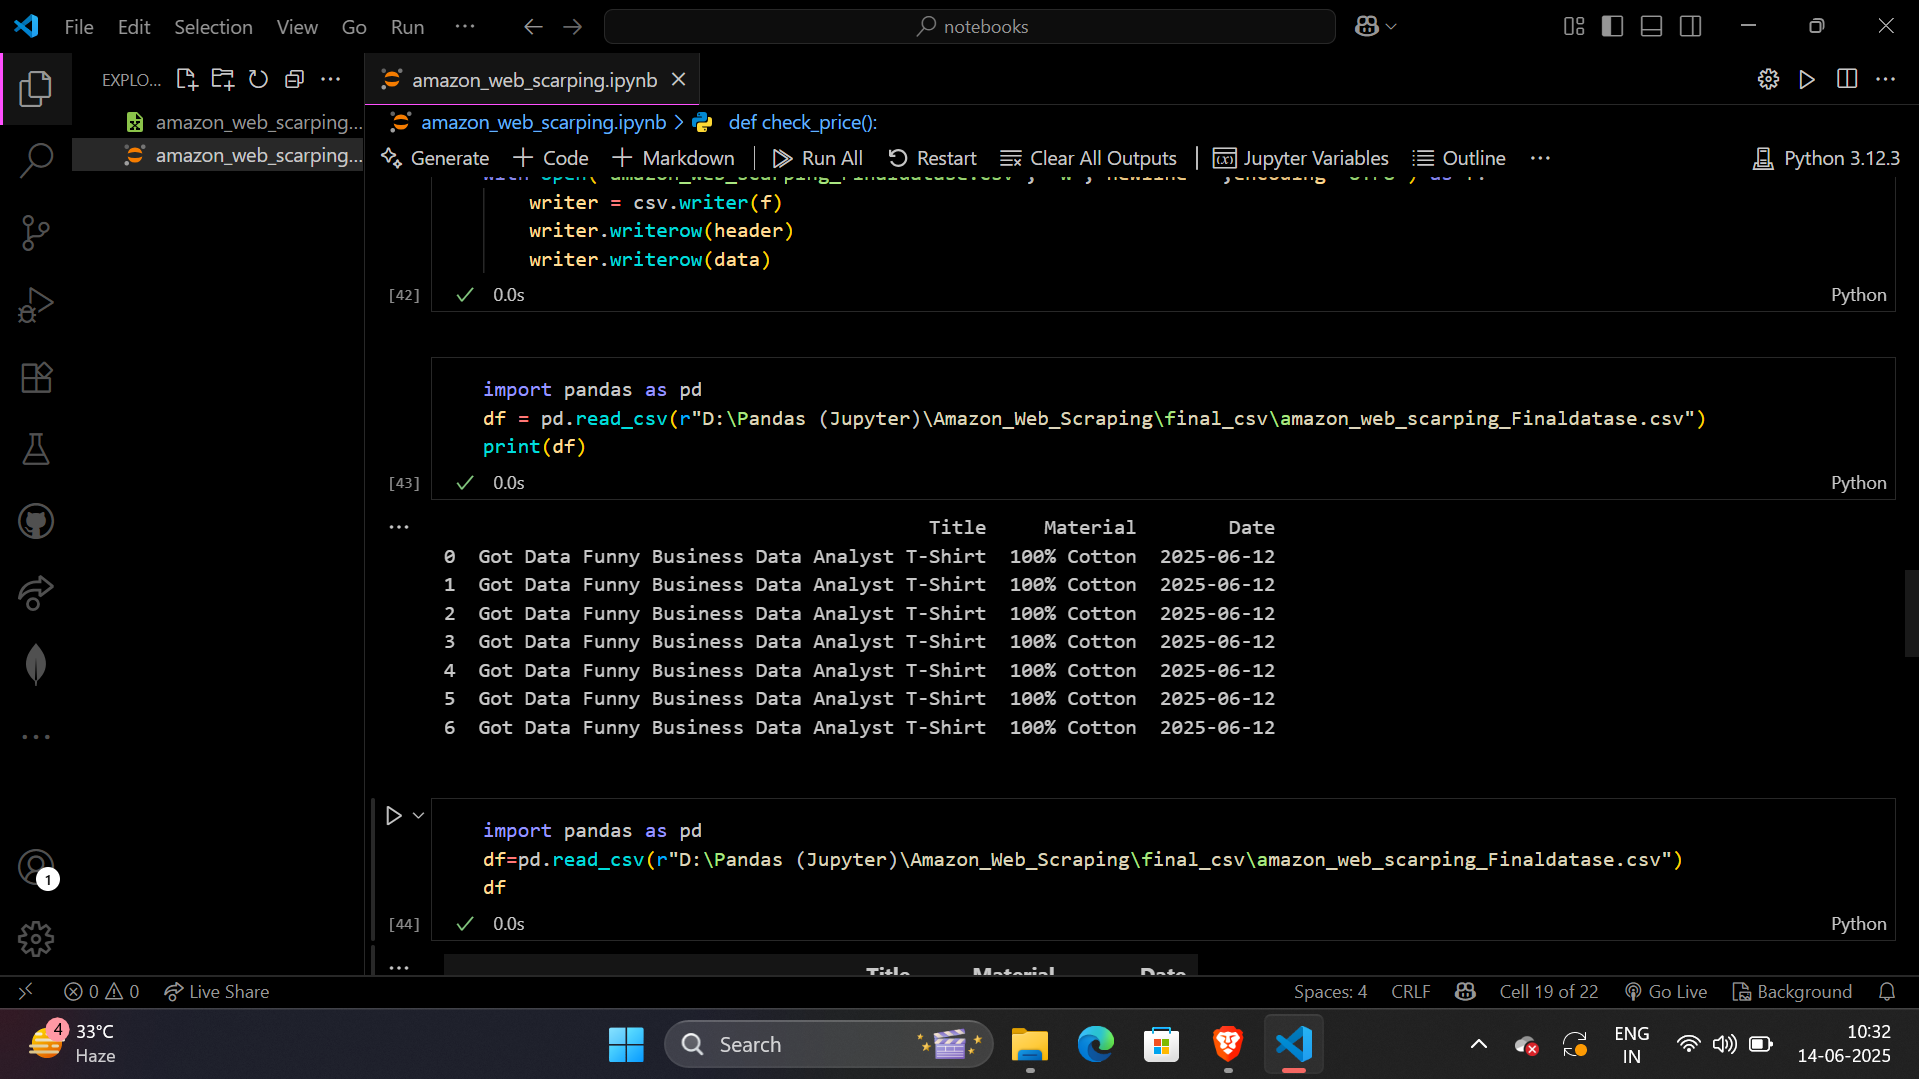 File Edit Selection View Go Run ··· notebooks
EXPLO... amazon_web_scarping.ipynb
amazon_web_scarping...
amazon_web_scarping...
amazon_web_scarping.ipynb > def check_price():
Generate + Code + Markdown Run All Restart Clear All Outputs Jupyter Variables Outline ··· Python 3.12.3
writer = csv.writer(f)
writer.writerow(header)
writer.writerow(data)
[42] 0.0s Python
import pandas as pd
df = pd.read_csv(r"D:\Pandas (Jupyter)\Amazon_Web_Scraping\final_csv\amazon_web_scarping_Finaldatase.csv")
print(df)
[43] 0.0s Python
Title Material Date
0 Got Data Funny Business Data Analyst T-Shirt 100% Cotton 2025-06-12
1 Got Data Funny Business Data Analyst T-Shirt 100% Cotton 2025-06-12
2 Got Data Funny Business Data Analyst T-Shirt 100% Cotton 2025-06-12
3 Got Data Funny Business Data Analyst T-Shirt 100% Cotton 2025-06-12
4 Got Data Funny Business Data Analyst T-Shirt 100% Cotton 2025-06-12
5 Got Data Funny Business Data Analyst T-Shirt 100% Cotton 2025-06-12
6 Got Data Funny Business Data Analyst T-Shirt 100% Cotton 2025-06-12
import pandas as pd
df=pd.read_csv(r"D:\Pandas (Jupyter)\Amazon_Web_Scraping\final_csv\amazon_web_scarping_Finaldatase.csv")
df
[44] 0.0s Python
Title Material Date
1
0 0 Live Share Spaces: 4 CRLF Cell 19 of 22 Go Live Background
4 33°C
Haze
Search
ENG
IN
10:32
14-06-2025